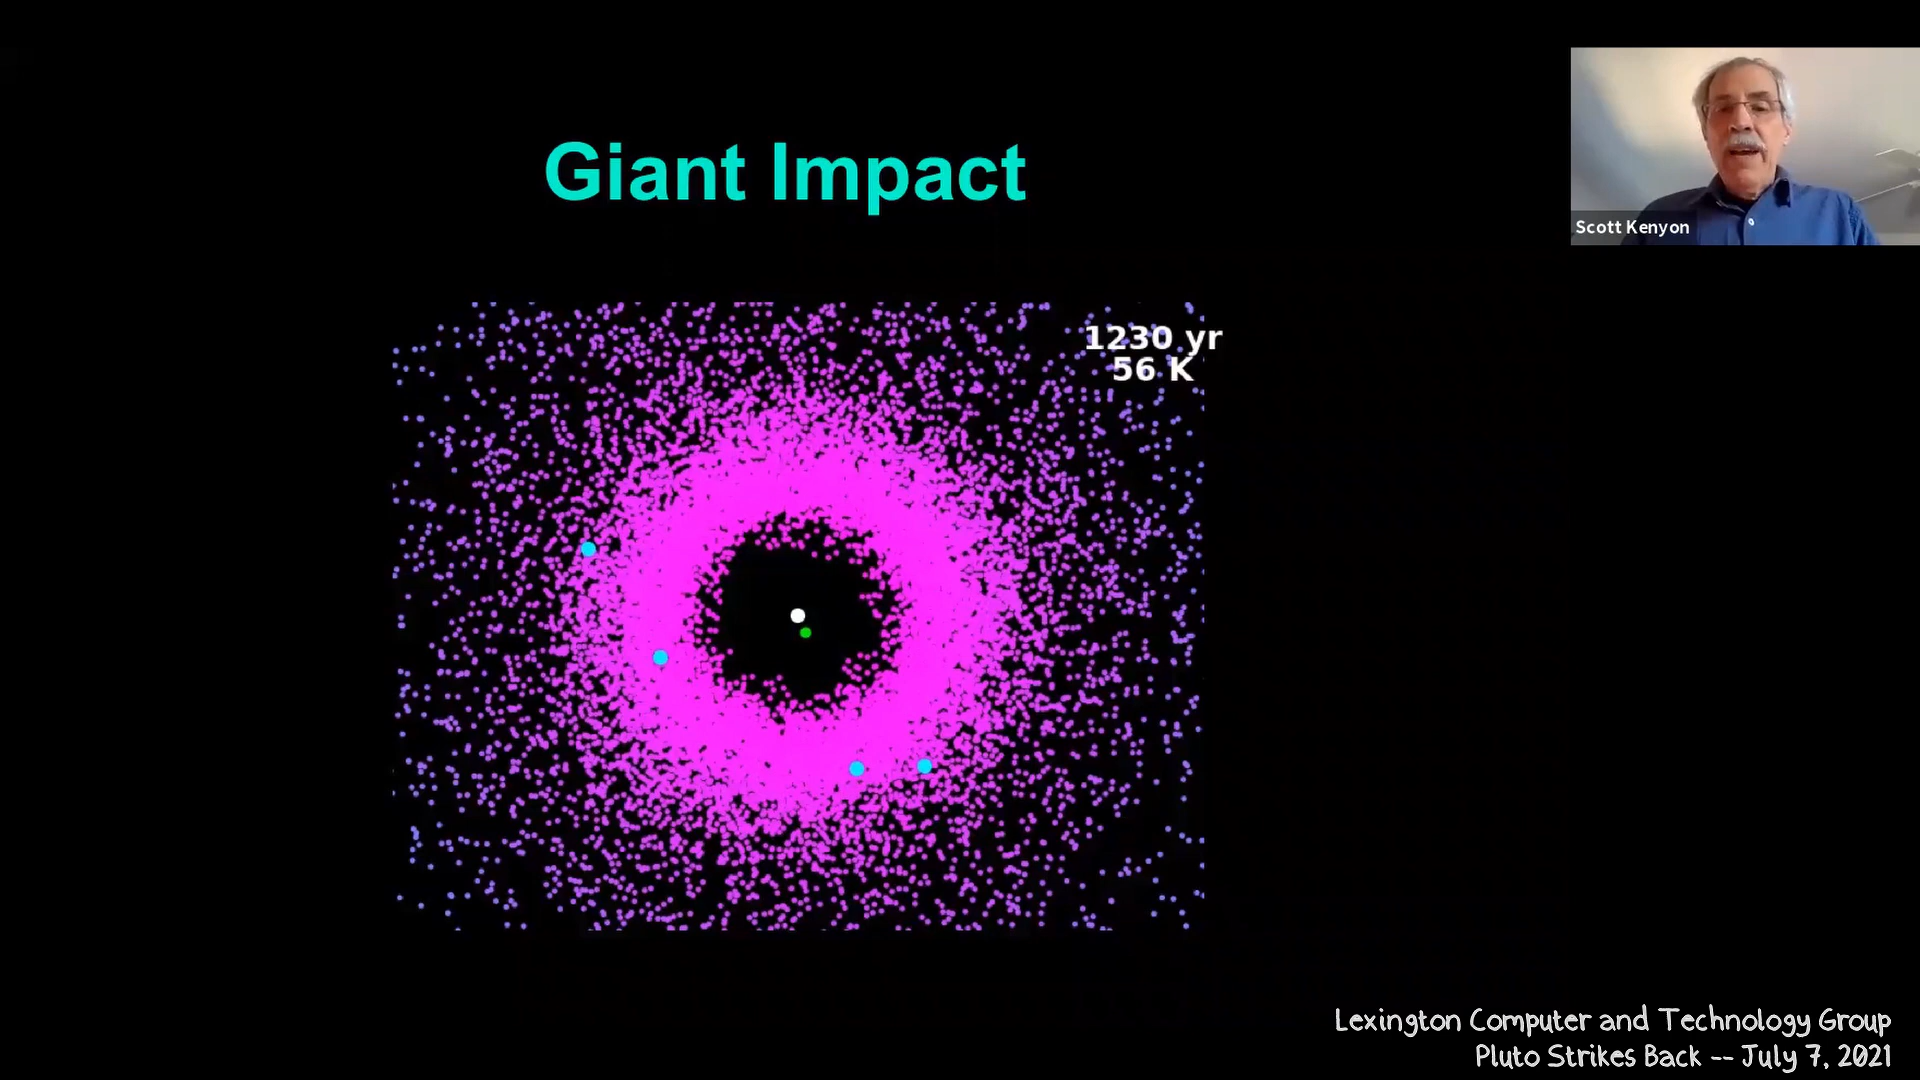 Giant Impact
Scott Kenyon
1230 yr
56 K
Lexington Computer and Technology Group
Pluto Strikes Back -- July 7, 2021